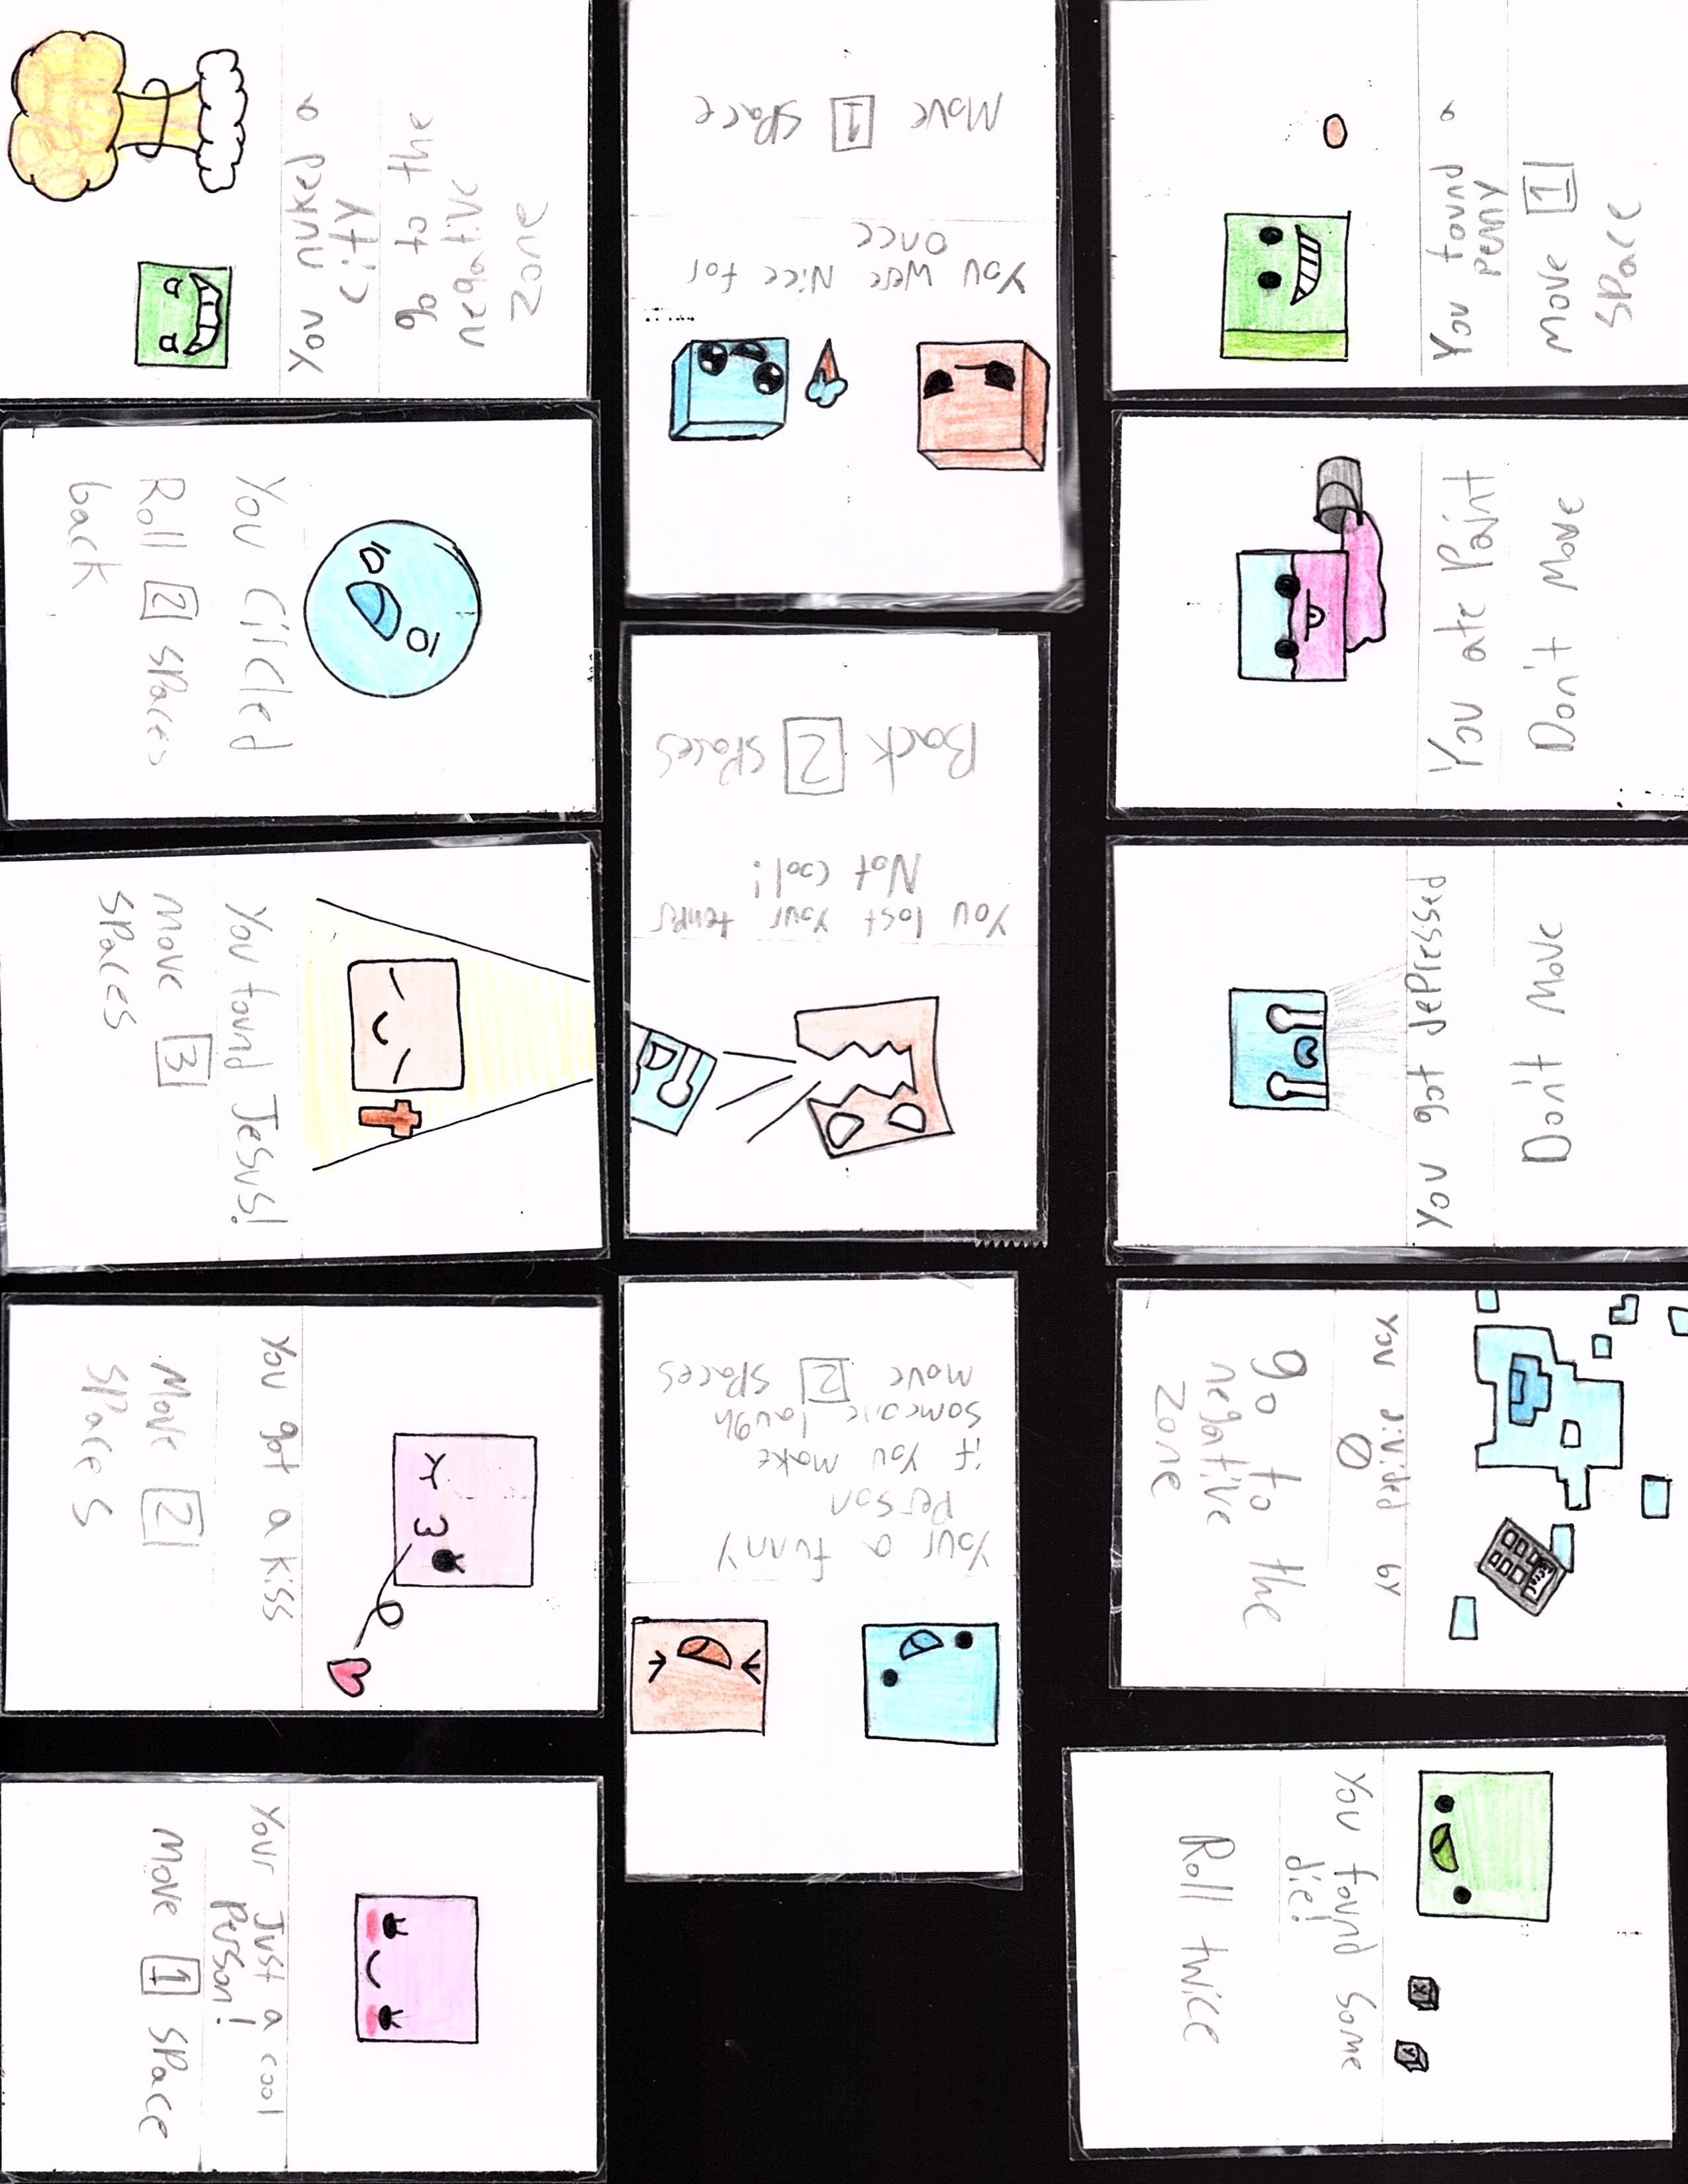 You nuked a
city
go to the
negative
zone
You Circled
Roll 2 spaces
back
You found Jesus!
Move 3
spaces
You got a kiss
Move 2
spaces
Your Just a cool
Person!
Move 1 space
You were Nice for
once
Move 1 space
You lost your temper
Not cool!
Back 2 spaces
Your a funny
Person
if you make
someone laugh
move 2 spaces
You found a
penny
Move 1
space
You ate Paint
Don't Move
You got depressed
Don't Move
You divided by
0
go to the
negative
zone
You found some
die!
Roll twice